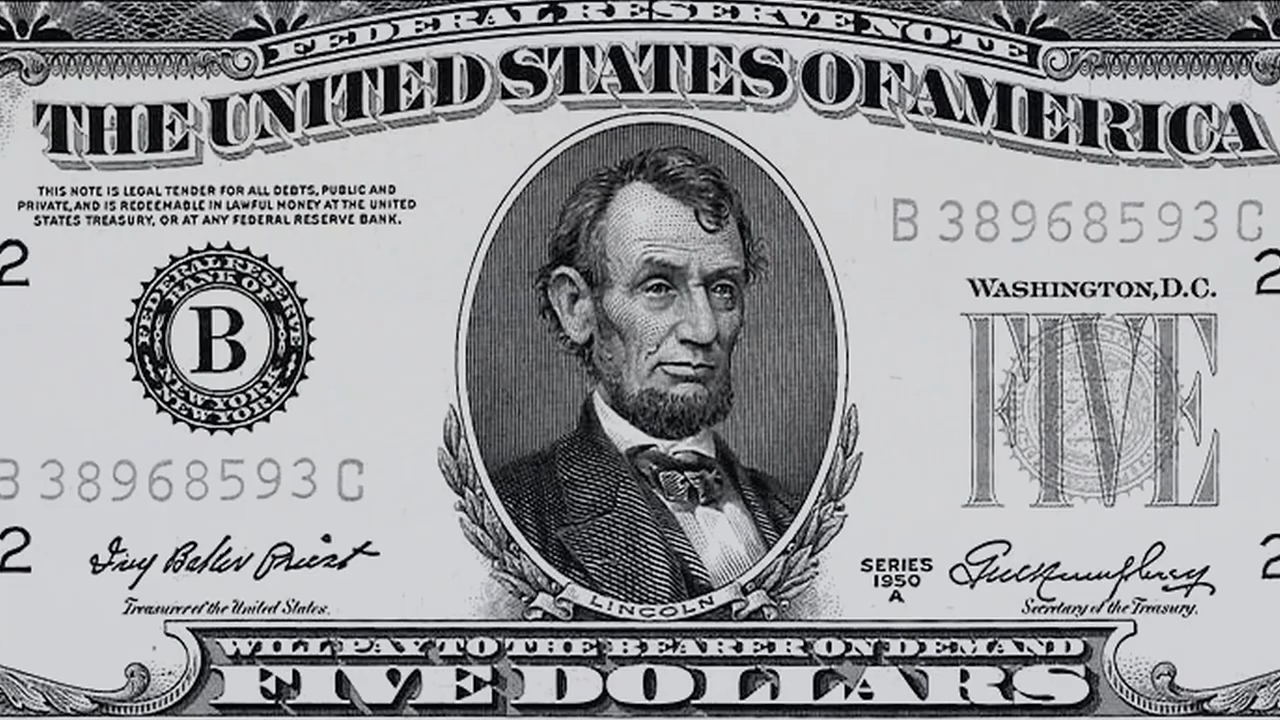 FEDERAL RESERVE NOTE
THE UNITED STATES OF AMERICA
THIS NOTE IS LEGAL TENDER FOR ALL DEBTS, PUBLIC AND
PRIVATE, AND IS REDEEMABLE IN LAWFUL MONEY AT THE UNITED
STATES TREASURY, OR AT ANY FEDERAL RESERVE BANK.
B 38968593 C
2
2
WASHINGTON, D.C.
FEDERAL RESERVE
BANK OF
B
NEW YORK
NEW YORK
FIVE
B 38968593 C
2
2
Ivy Baker Priest
SERIES
1950
A
G M Humphrey
Treasurer of the United States.
Secretary of the Treasury.
LINCOLN
WILL PAY TO THE BEARER ON DEMAND
FIVE DOLLARS